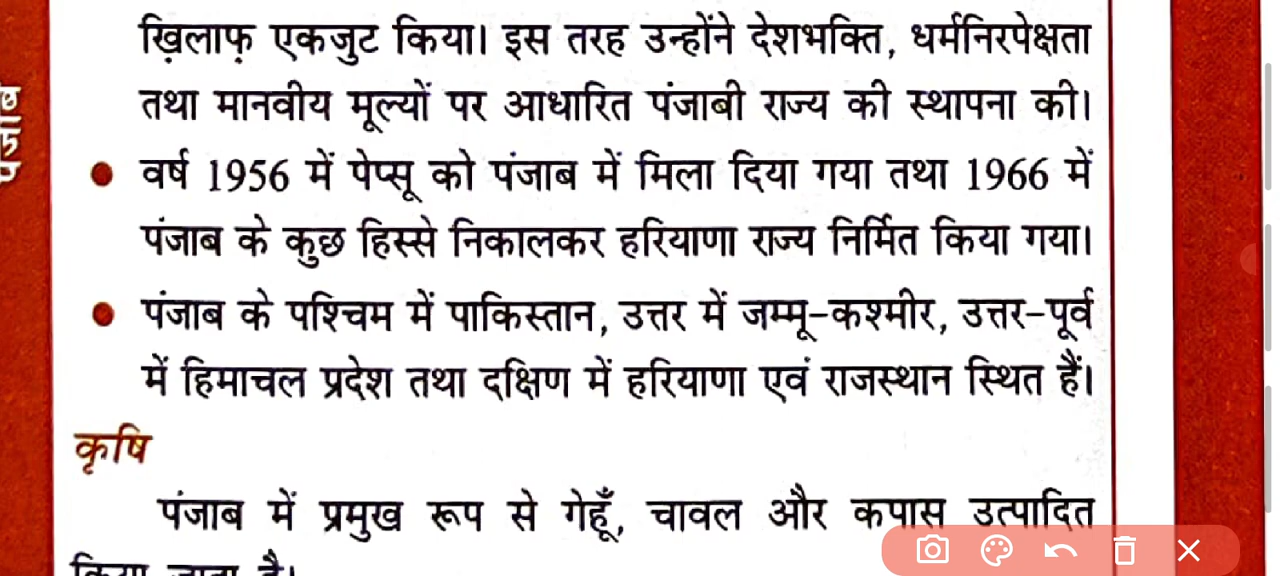 ख़िलाफ़ एकजुट किया। इस तरह उन्होंने देशभक्ति, धर्मनिरपेक्षता
तथा मानवीय मूल्यों पर आधारित पंजाबी राज्य की स्थापना की।
पंजाब
• वर्ष 1956 में पेप्सू को पंजाब में मिला दिया गया तथा 1966 में
पंजाब के कुछ हिस्से निकालकर हरियाणा राज्य निर्मित किया गया।
• पंजाब के पश्चिम में पाकिस्तान, उत्तर में जम्मू-कश्मीर, उत्तर-पूर्व
में हिमाचल प्रदेश तथा दक्षिण में हरियाणा एवं राजस्थान स्थित हैं।
कृषि
पंजाब में प्रमुख रूप से गेहूँ, चावल और कपास उत्पादित
किया जाता है।